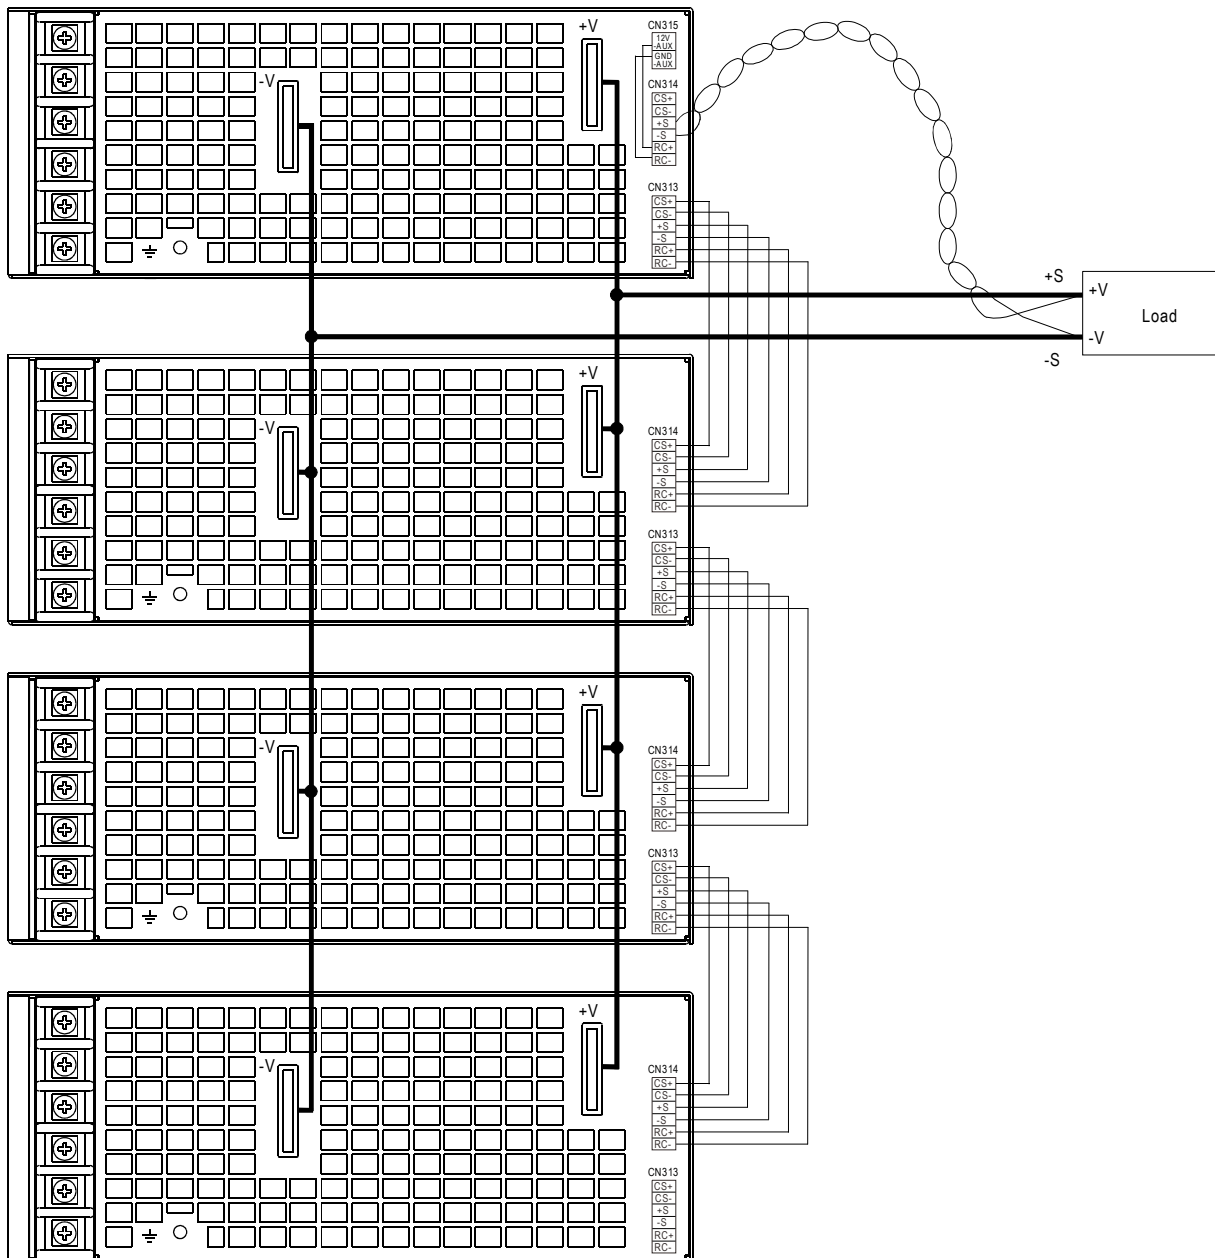 +V
-V
CN315
12V
-AUX
GND
-AUX
CN314
CS+
CS-
+S
-S
RC+
RC-
CN313
CS+
CS-
+S
-S
RC+
RC-
+S
+V
Load
-V
-S
+V
-V
CN314
CS+
CS-
+S
-S
RC+
RC-
CN313
CS+
CS-
+S
-S
RC+
RC-
+V
-V
CN314
CS+
CS-
+S
-S
RC+
RC-
CN313
CS+
CS-
+S
-S
RC+
RC-
+V
-V
CN314
CS+
CS-
+S
-S
RC+
RC-
CN313
CS+
CS-
+S
-S
RC+
RC-